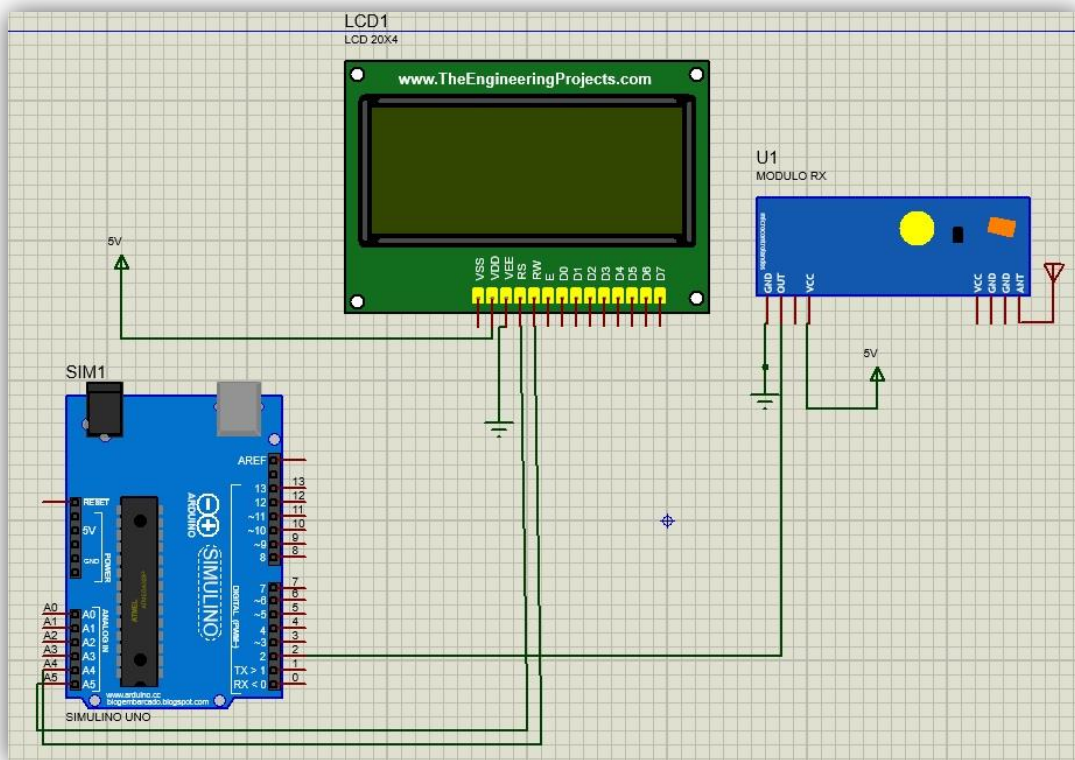 LCD1
LCD 20X4
www.TheEngineeringProjects.com
VSS
VDD
VEE
RS
RW
E
D0
D1
D2
D3
D4
D5
D6
D7
U1
MODULO RX
GND
OUT
VCC
VCC
GND
GND
ANT
5V
5V
SIM1
AREF
13 13
12 12
~11 11
~10 10
~9 9
8 8
7 7
~6 6
~5 5
4 4
~3 3
2 2
TX > 1 1
RX < 0 0
RESET
5V
GND
POWER
A0 A0
A1 A1
A2 A2
A3 A3
A4 A4
A5 A5
ANALOG IN
ATMEL
ARDUINO
SIMULINO
DIGITAL (PWM~)
www.arduino.cc
blogembarcado.blogspot.com
SIMULINO UNO